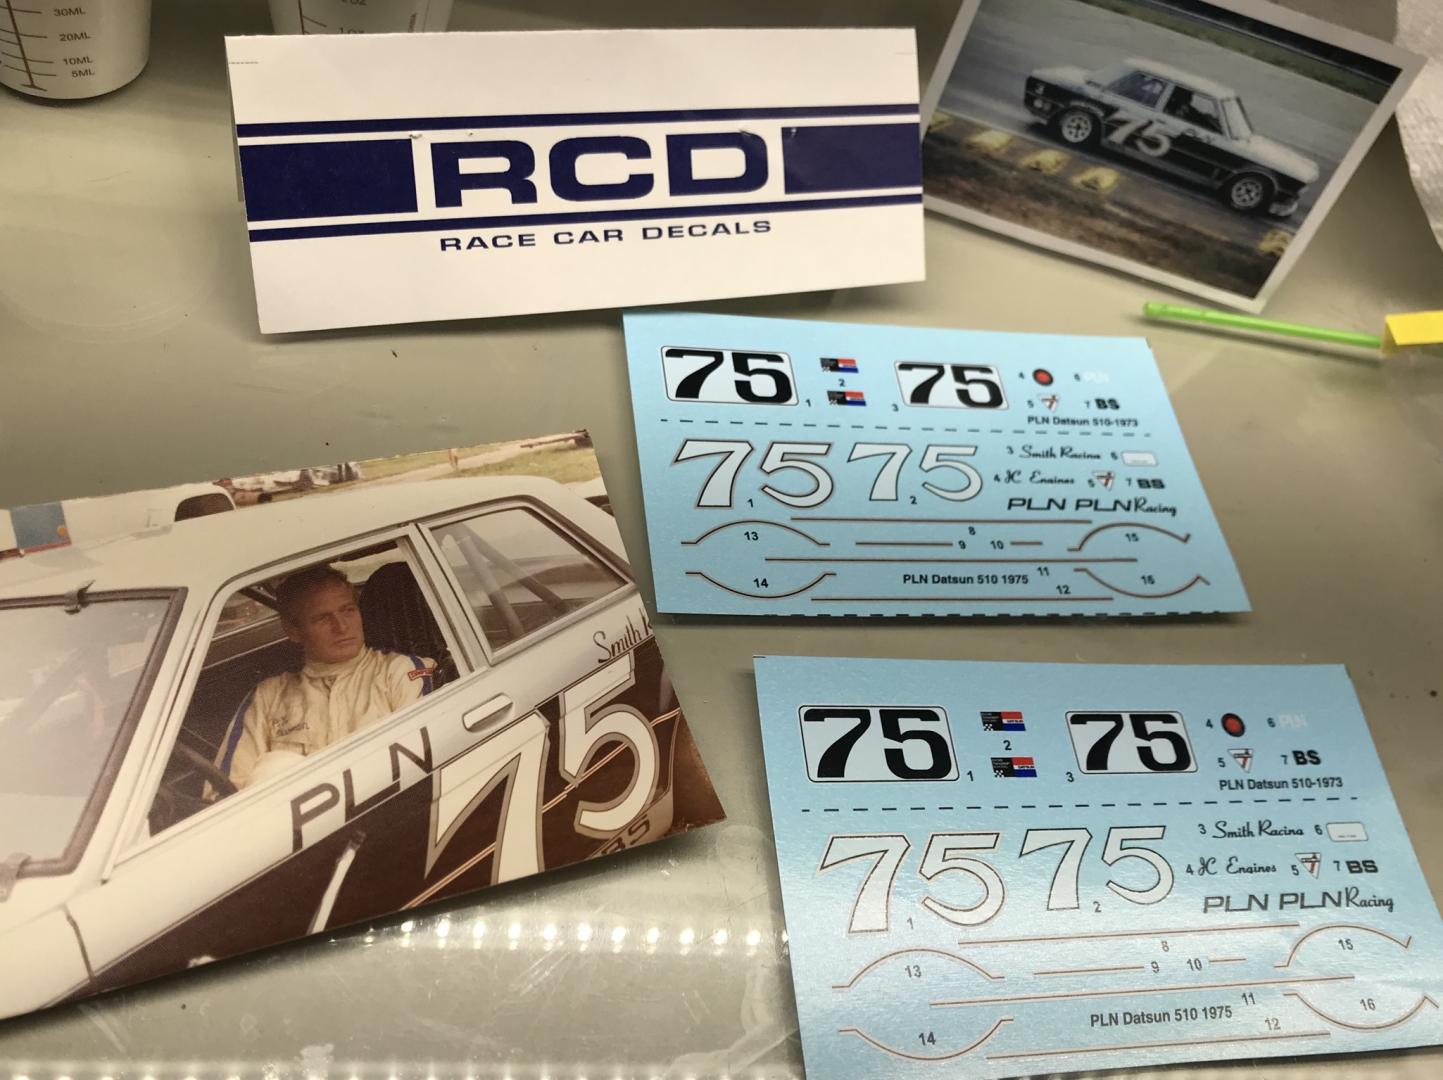 30ML
20ML
10ML
5ML
RCD
RACE CAR DECALS
75
75
1
2
3
4
5
6 PLN
7 BS
PLN Datsun 510-1973
75
75
1
2
3 Smith Racing
6
4 JC Engines
5
7 BS
PLN PLN Racing
8
9
10
11
12
13
14
15
16
PLN Datsun 510 1975
75
Smith
PLN
75
BS
75
75
1
2
3
4
5
6 PLN
7 BS
PLN Datsun 510-1973
75
75
1
2
3 Smith Racing
6
4 JC Engines
5
7 BS
PLN PLN Racing
8
9
10
11
12
13
14
15
16
PLN Datsun 510 1975